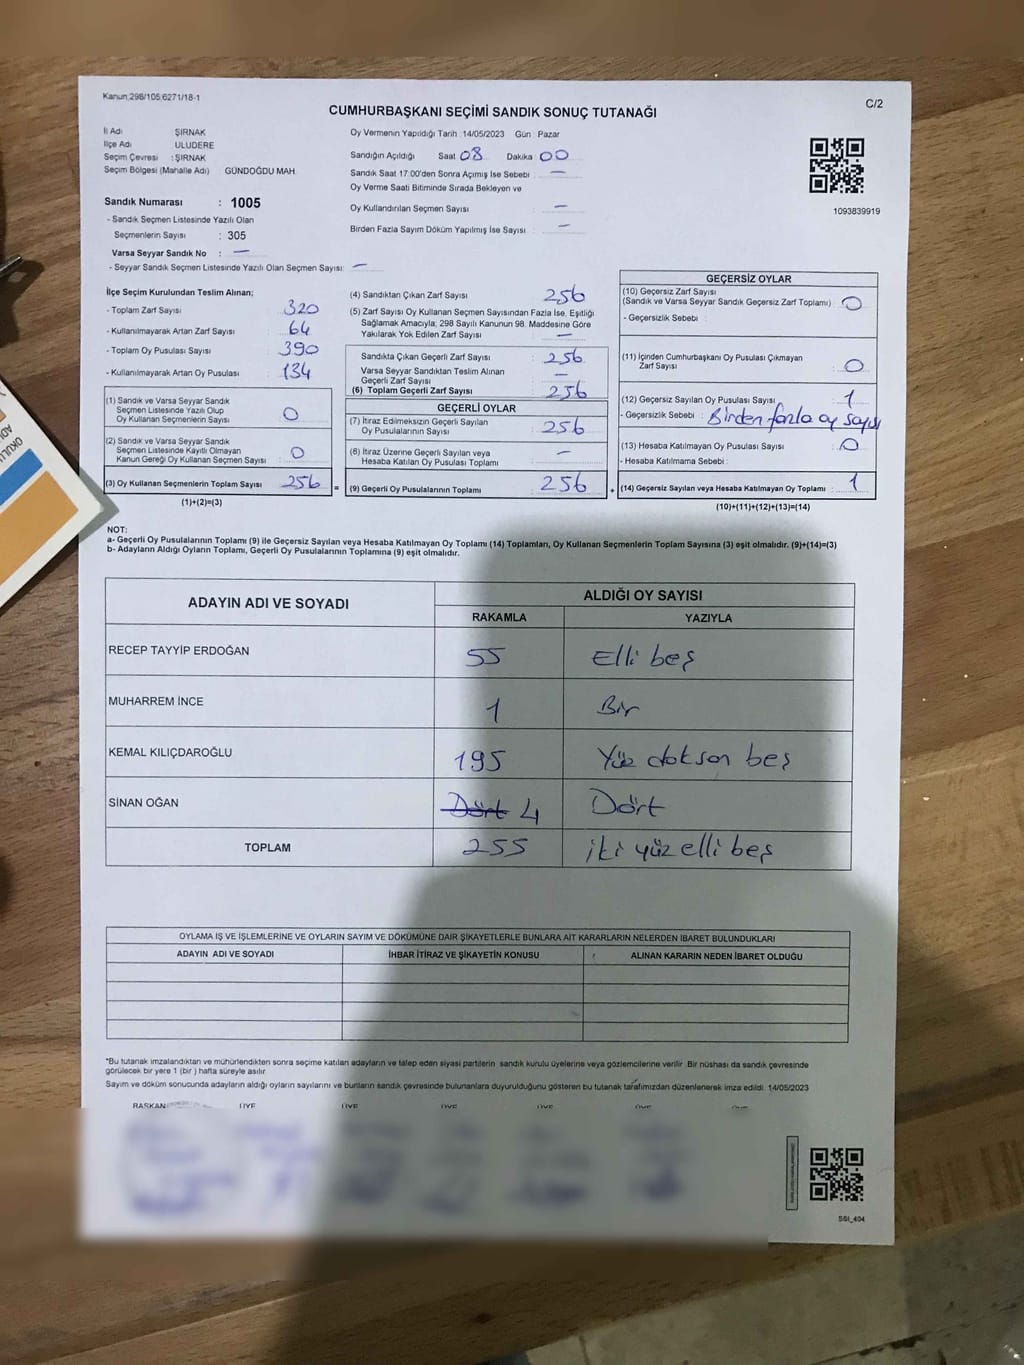 Kanun:298/105,6271/18-1
C/2
CUMHURBAŞKANI SEÇİMİ SANDIK SONUÇ TUTANAĞI
İl Adı ŞIRNAK
İlçe Adı ULUDERE
Seçim Çevresi : ŞIRNAK
Seçim Bölgesi (Mahalle Adı) GÜNDOĞDU MAH.
Sandık Numarası : 1005
- Sandık Seçmen Listesinde Yazılı Olan
Seçmenlerin Sayısı : 305
Varsa Seyyar Sandık No : —
- Seyyar Sandık Seçmen Listesinde Yazılı Olan Seçmen Sayısı: —
Oy Vermenin Yapıldığı Tarih : 14/05/2023 Gün : Pazar
Sandığın Açıldığı Saat 08 Dakika 00
Sandık Saat 17:00'den Sonra Açımış İse Sebebi : —
Oy Verme Saati Bitiminde Sırada Bekleyen ve
Oy Kullandırılan Seçmen Sayısı —
Birden Fazla Sayım Döküm Yapılmış İse Sayısı : —
1093839919
İlçe Seçim Kurulundan Teslim Alınan;
- Toplam Zarf Sayısı : 320
- Kullanılmayarak Artan Zarf Sayısı : 64
- Toplam Oy Pusulası Sayısı : 390
- Kullanılmayarak Artan Oy Pusulası : 134
(1) Sandık ve Varsa Seyyar Sandık
Seçmen Listesinde Yazılı Olup
Oy Kullanan Seçmenlerin Sayısı : 0
(2) Sandık ve Varsa Seyyar Sandık
Seçmen Listesinde Kayıtlı Olmayan
Kanun Gereği Oy Kullanan Seçmen Sayısı : 0
(3) Oy Kullanan Seçmenlerin Toplam Sayısı : 256 =
(1)+(2)=(3)
(4) Sandıktan Çıkan Zarf Sayısı 256
(5) Zarf Sayısı Oy Kullanan Seçmen Sayısından Fazla İse, Eşitliği
Sağlamak Amacıyla; 298 Sayılı Kanunun 98. Maddesine Göre
Yakılarak Yok Edilen Zarf Sayısı : —
Sandıkta Çıkan Geçerli Zarf Sayısı : 256
Varsa Seyyar Sandıktan Teslim Alınan
Geçerli Zarf Sayısı : —
(6) Toplam Geçerli Zarf Sayısı : 256
GEÇERLİ OYLAR
(7) İtiraz Edilmeksizin Geçerli Sayılan
Oy Pusulalarının Sayısı : 256
(8) İtiraz Üzerine Geçerli Sayılan veya
Hesaba Katılan Oy Pusulası Toplamı : —
(9) Geçerli Oy Pusulalarının Toplamı : 256 +
GEÇERSİZ OYLAR
(10) Geçersiz Zarf Sayısı
(Sandık ve Varsa Seyyar Sandık Geçersiz Zarf Toplamı) : 0
- Geçersizlik Sebebi :
(11) İçinden Cumhurbaşkanı Oy Pusulası Çıkmayan
Zarf Sayısı : 0
(12) Geçersiz Sayılan Oy Pusulası Sayısı : 1
- Geçersizlik Sebebi : Birden fazla oy sayısı
(13) Hesaba Katılmayan Oy Pusulası Sayısı : 0
- Hesaba Katılmama Sebebi :
(14) Geçersiz Sayılan veya Hesaba Katılmayan Oy Toplamı : 1
(10)+(11)+(12)+(13)=(14)
NOT:
a- Geçerli Oy Pusulalarının Toplamı (9) ile Geçersiz Sayılan veya Hesaba Katılmayan Oy Toplamı (14) Toplamları, Oy Kullanan Seçmenlerin Toplam Sayısına (3) eşit olmalıdır. (9)+(14)=(3)
b- Adayların Aldığı Oyların Toplamı, Geçerli Oy Pusulalarının Toplamına (9) eşit olmalıdır.
ADAYIN ADI VE SOYADI ALDIĞI OY SAYISI
RAKAMLA YAZIYLA
RECEP TAYYİP ERDOĞAN 55 Elli beş
MUHARREM İNCE 1 Bir
KEMAL KILIÇDAROĞLU 195 Yüz doksan beş
SİNAN OĞAN Dört 4 Dört
TOPLAM 255 iki yüz elli beş
OYLAMA İŞ VE İŞLEMLERİNE VE OYLARIN SAYIM VE DÖKÜMÜNE DAİR ŞİKAYETLERLE BUNLARA AİT KARARLARIN NELERDEN İBARET BULUNDUKLARI
ADAYIN ADI VE SOYADI İHBAR İTİRAZ VE ŞİKAYETİN KONUSU ALINAN KARARIN NEDEN İBARET OLDUĞU
*Bu tutanak imzalandıktan ve mühürlendikten sonra seçime katılan adayların ve talep eden siyasi partilerin sandık kurulu üyelerine veya gözlemcilerine verilir. Bir nüshası da sandık çevresinde
görülecek bir yere 1 (bir ) hafta süreyle asılır.
Sayım ve döküm sonucunda adayların aldığı oyların sayılarını ve bunların sandık çevresinde bulunanlara duyurulduğunu gösteren bu tutanak tarafımızdan düzenlenerek imza edildi. 14/05/2023
BAŞKAN ÜYE ÜYE ÜYE ÜYE ÜYE ÜYE
SSI_404